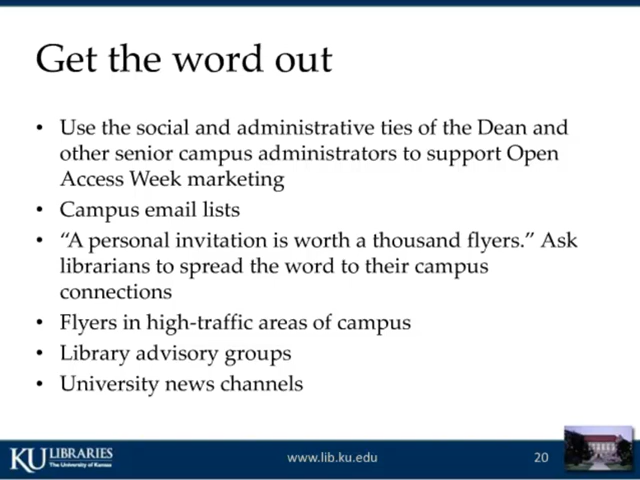 Get the word out
• Use the social and administrative ties of the Dean and
other senior campus administrators to support Open
Access Week marketing
• Campus email lists
• “A personal invitation is worth a thousand flyers.” Ask
librarians to spread the word to their campus
connections
• Flyers in high-traffic areas of campus
• Library advisory groups
• University news channels
KU LIBRARIES
The University of Kansas
www.lib.ku.edu
20